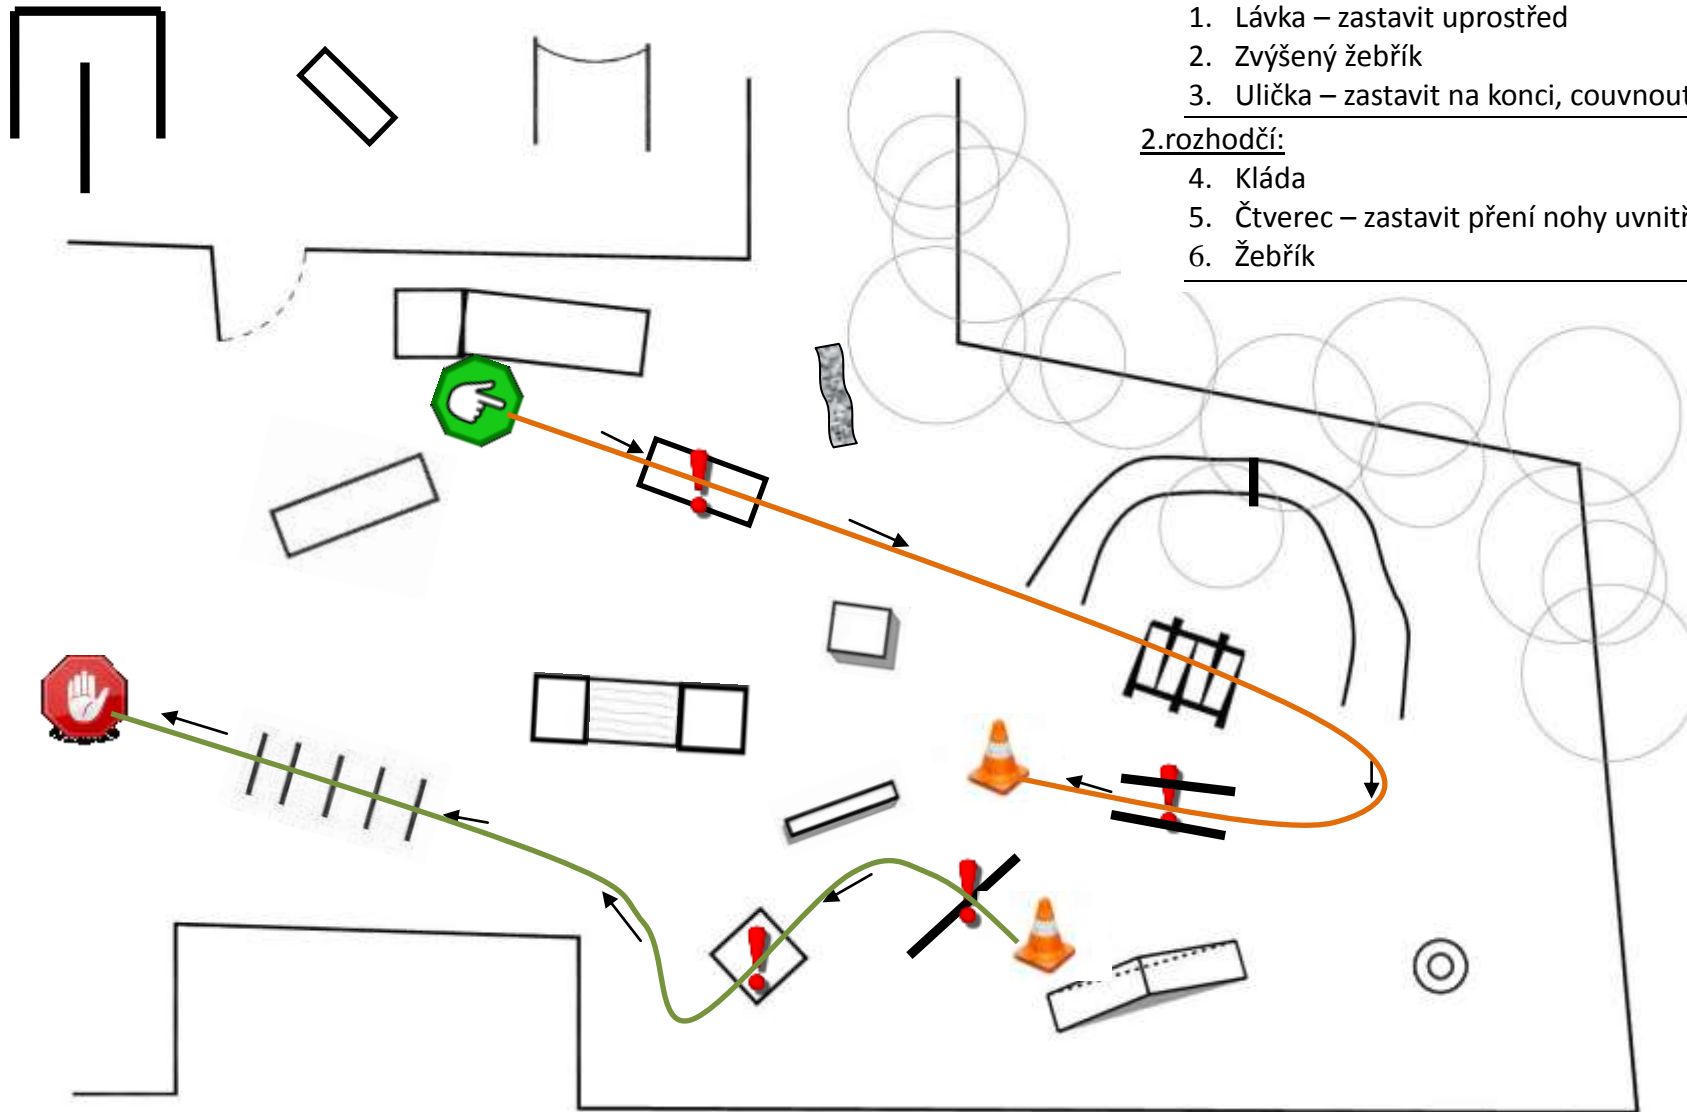 1. Lávka – zastavit uprostřed
2. Zvýšený žebřík
3. Ulička – zastavit na konci, couvnout
2.rozhodčí:
4. Kláda
5. Čtverec – zastavit pření nohy uvnitř
6. Žebřík